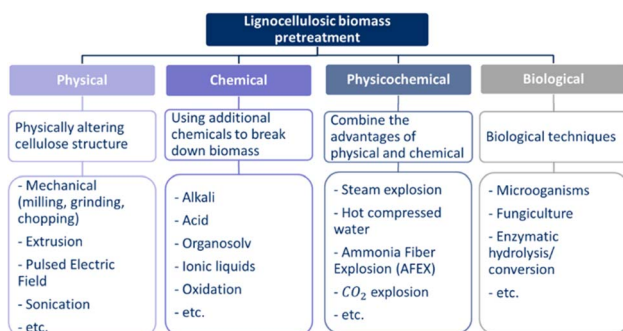 Lignocellulosic biomass
pretreatment
Physical
Chemical
Physicochemical
Biological
Physically altering
cellulose structure
Using additional
chemicals to break
down biomass
Combine the
advantages of
physical and chemical
Biological techniques
- Mechanical
(milling, grinding,
chopping)
- Extrusion
- Pulsed Electric
Field
- Sonication
- etc.
- Alkali
- Acid
- Organosolv
- Ionic liquids
- Oxidation
- etc.
- Steam explosion
- Hot compressed
water
- Ammonia Fiber
Explosion (AFEX)
- CO₂ explosion
- etc.
- Microoganisms
- Fungiculture
- Enzymatic
hydrolysis/
conversion
- etc.